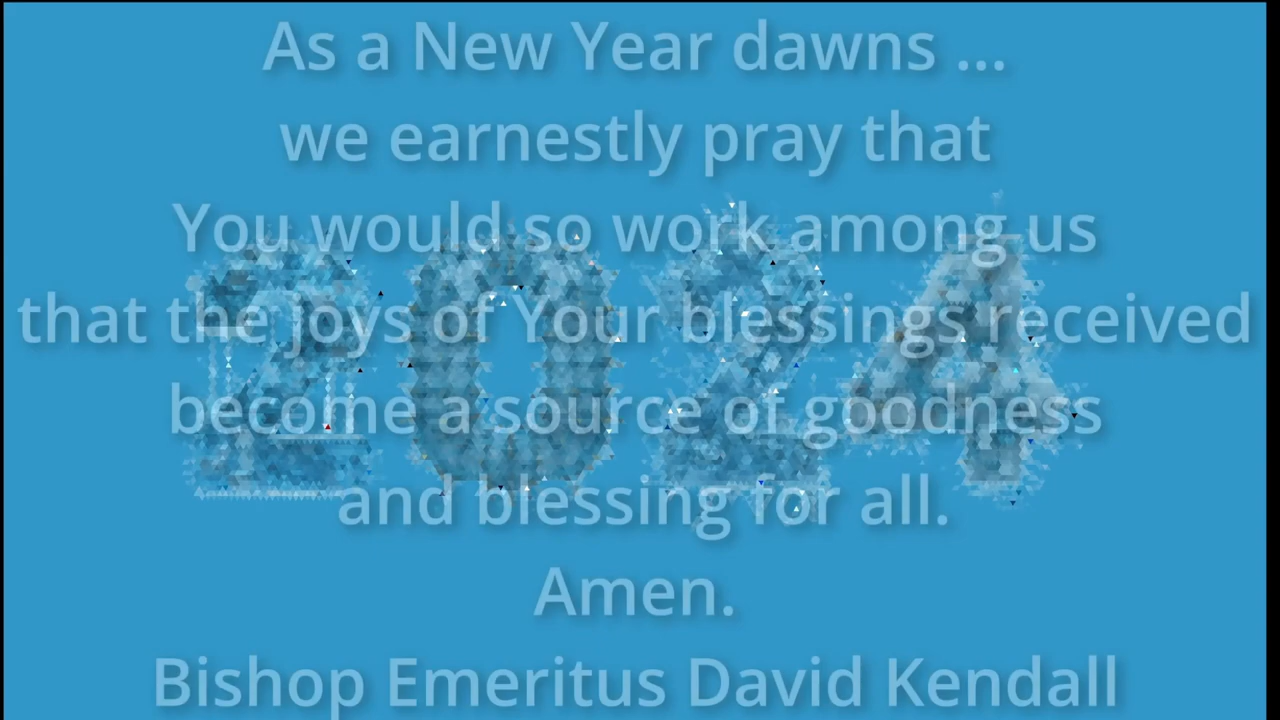 As a New Year dawns ...
we earnestly pray that
You would so work among us
2024
that the joys of Your blessings received
become a source of goodness
and blessing for all.
Amen.
Bishop Emeritus David Kendall